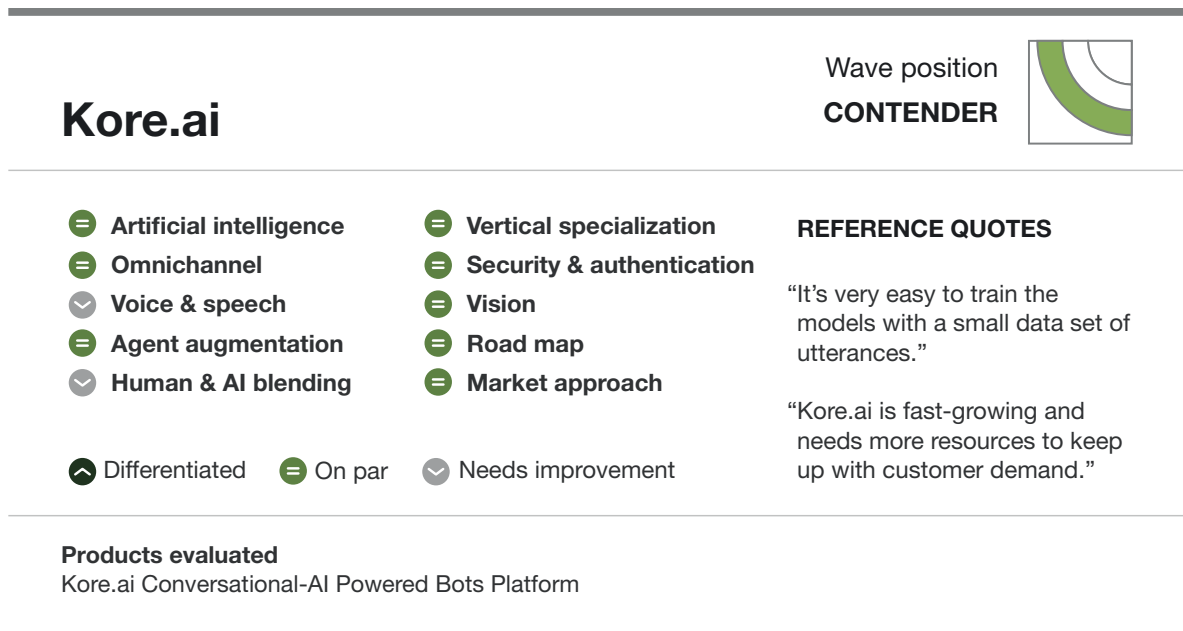 Kore.ai
Wave position
CONTENDER
Artificial intelligence
Omnichannel
Voice & speech
Agent augmentation
Human & AI blending
Vertical specialization
Security & authentication
Vision
Road map
Market approach
Differentiated
On par
Needs improvement
REFERENCE QUOTES
“It’s very easy to train the
models with a small data set of
utterances.”
“Kore.ai is fast-growing and
needs more resources to keep
up with customer demand.”
Products evaluated
Kore.ai Conversational-AI Powered Bots Platform